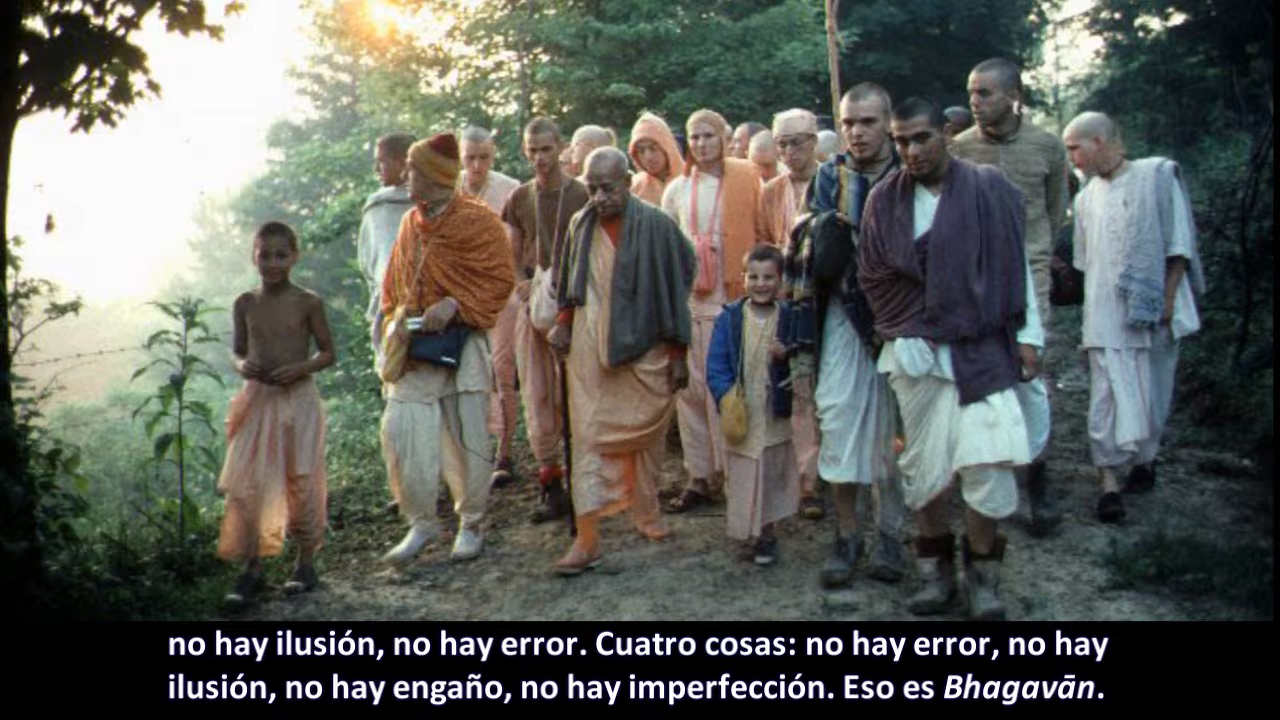 no hay ilusión, no hay error. Cuatro cosas: no hay error, no hay
ilusión, no hay engaño, no hay imperfección. Eso es Bhagavān.